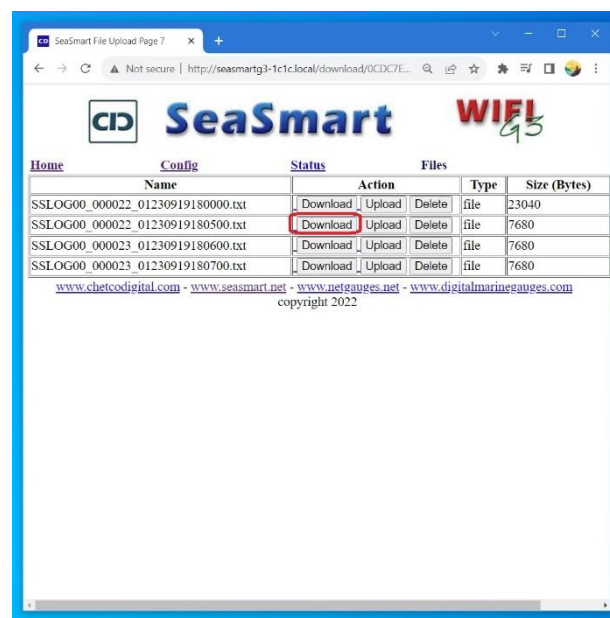 SeaSmart File Upload Page 7
Not secure | http://seasmartg3-1c1c.local/download/0CDC7E...
CD SeaSmart WIFI G3
Home Config Status Files
Name Action Type Size (Bytes)
SSLOG00_000022_01230919180000.txt Download Upload Delete file 23040
SSLOG00_000022_01230919180500.txt Download Upload Delete file 7680
SSLOG00_000023_01230919180600.txt Download Upload Delete file 7680
SSLOG00_000023_01230919180700.txt Download Upload Delete file 7680
www.chetcodigital.com - www.seasmart.net - www.netgauges.net - www.digitalmarinegauges.com
copyright 2022